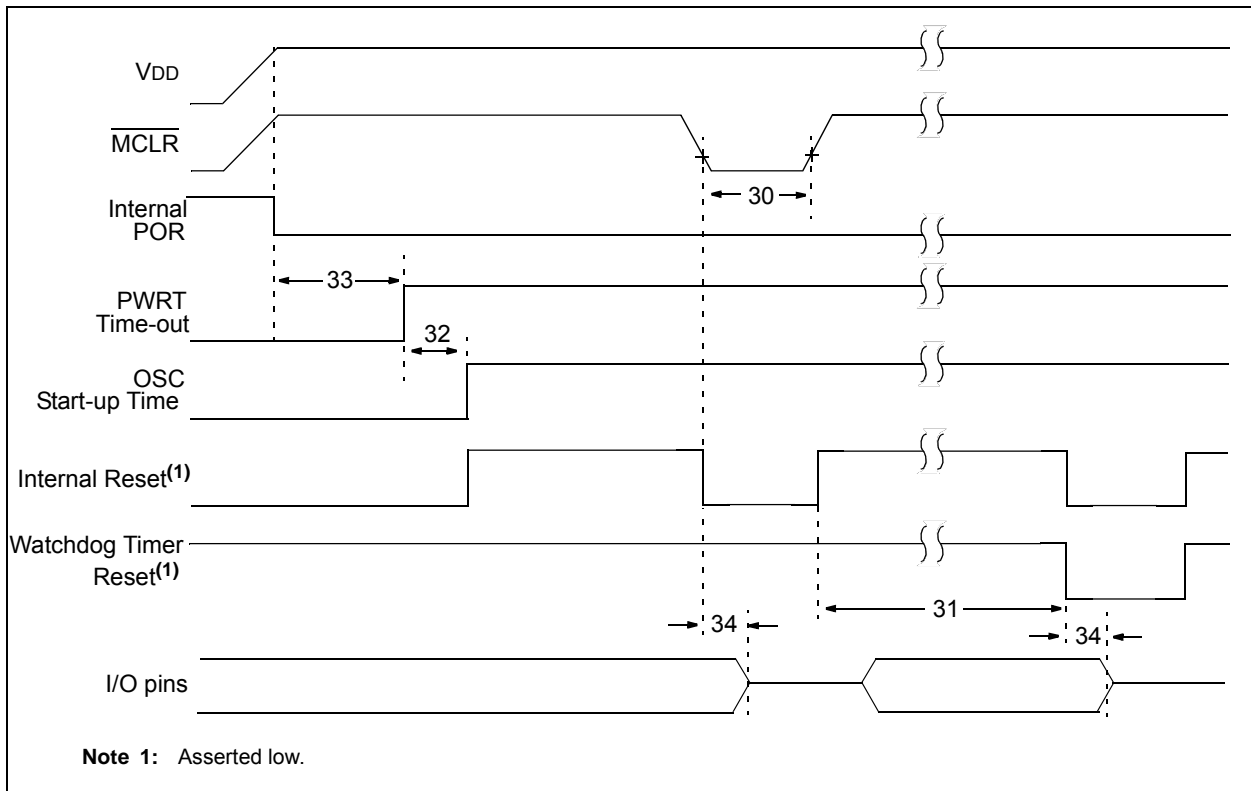 VDD
MCLR
30
Internal
POR
33
PWRT
Time-out
32
OSC
Start-up Time
Internal Reset(1)
Watchdog Timer
Reset(1)
31
34
34
I/O pins
Note 1: Asserted low.